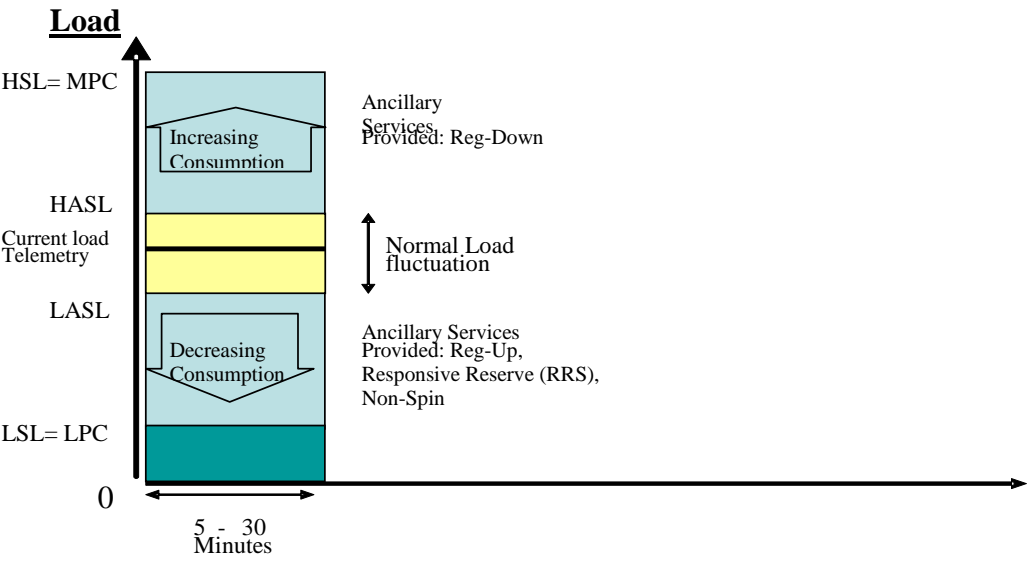 Load
HSL= MPC
Ancillary
Services
Provided: Reg-Down
Increasing
Consumption
HASL
Current load
Telemetry
Normal Load
fluctuation
LASL
Ancillary Services
Provided: Reg-Up,
Responsive Reserve (RRS),
Non-Spin
Decreasing
Consumption
LSL= LPC
0
5 - 30
Minutes